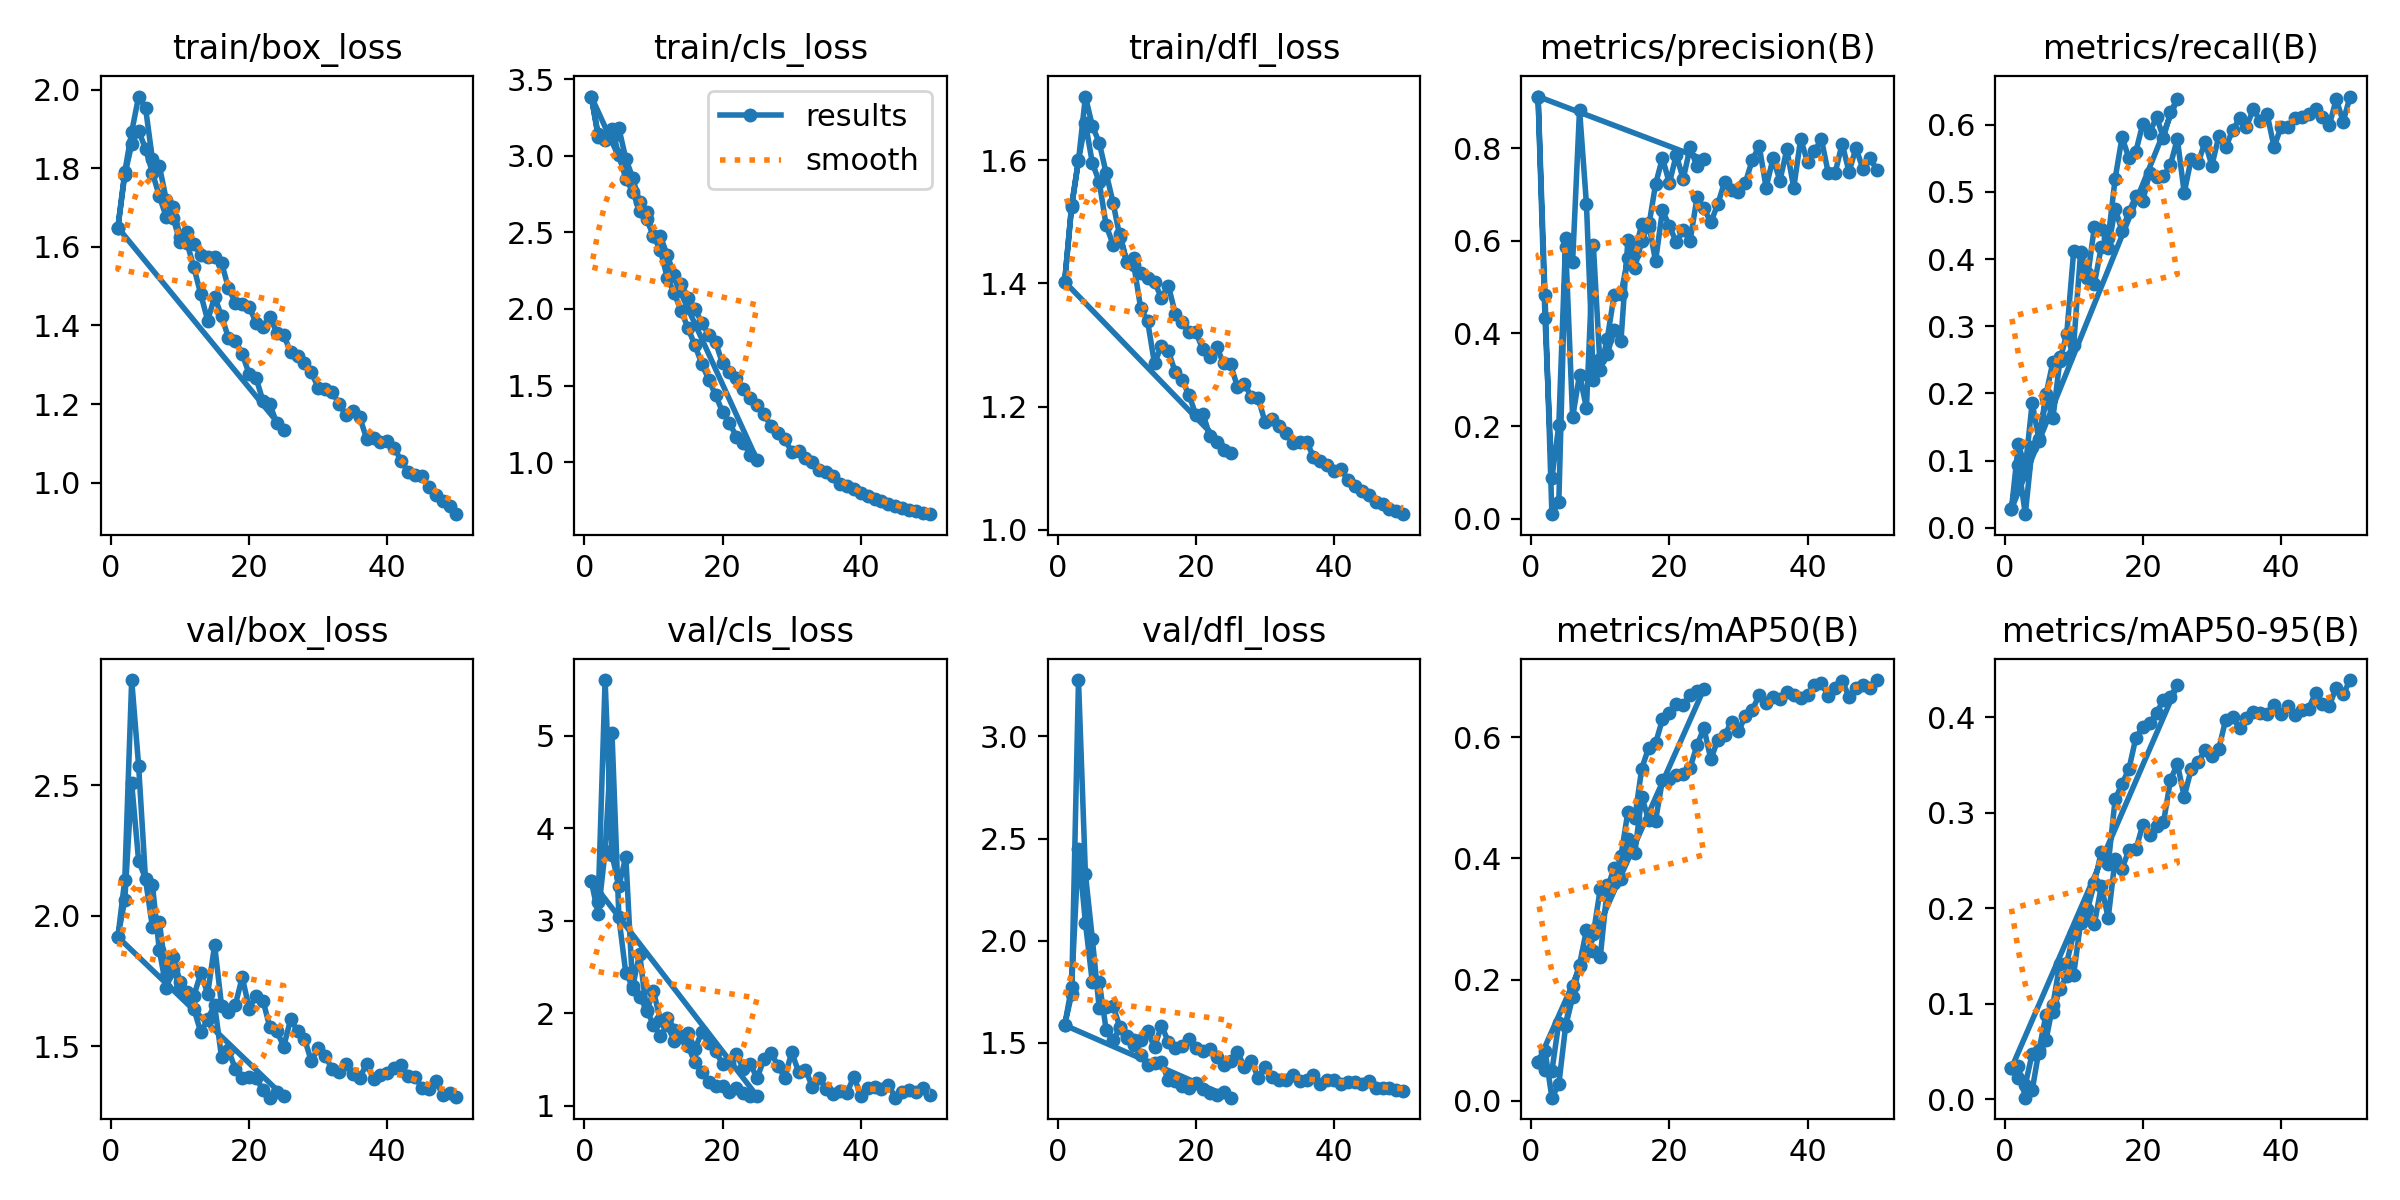 train/box_loss
2.0
1.8
1.6
1.4
1.2
1.0
0 20 40
train/cls_loss
3.5
3.0
2.5
2.0
1.5
1.0
0 20 40
results
smooth
train/dfl_loss
1.6
1.4
1.2
1.0
0 20 40
metrics/precision(B)
0.8
0.6
0.4
0.2
0.0
0 20 40
metrics/recall(B)
0.6
0.5
0.4
0.3
0.2
0.1
0.0
0 20 40
val/box_loss
2.5
2.0
1.5
0 20 40
val/cls_loss
5
4
3
2
1
0 20 40
val/dfl_loss
3.0
2.5
2.0
1.5
0 20 40
metrics/mAP50(B)
0.6
0.4
0.2
0.0
0 20 40
metrics/mAP50-95(B)
0.4
0.3
0.2
0.1
0.0
0 20 40